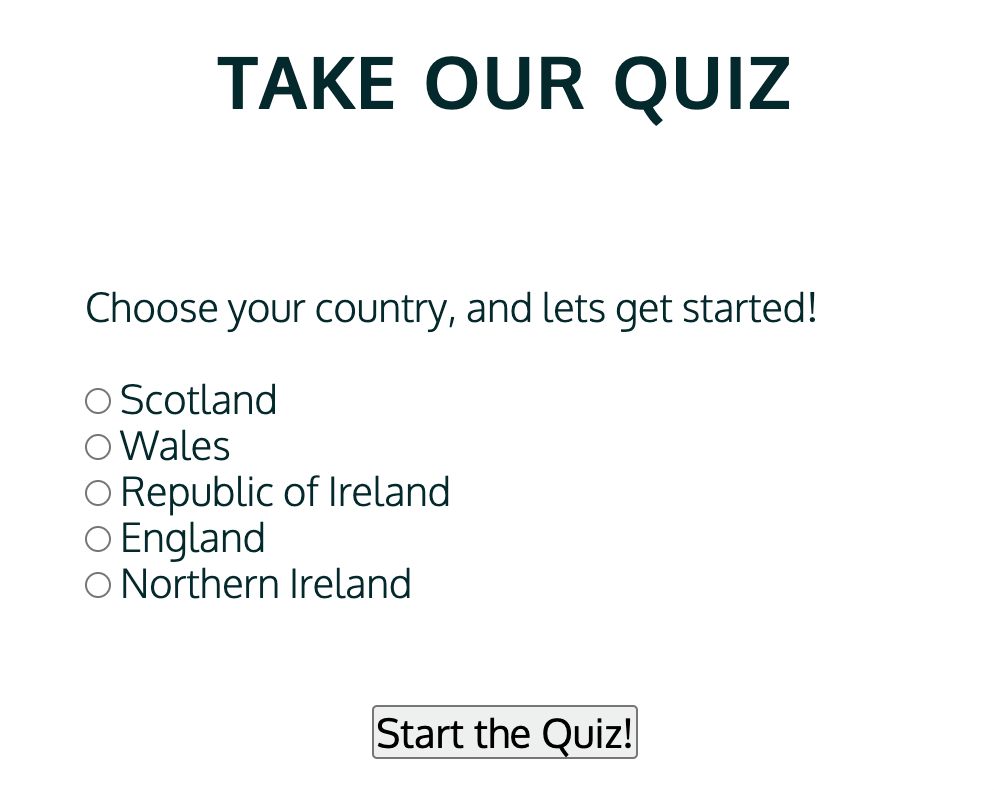 TAKE OUR QUIZ
Choose your country, and lets get started!
Scotland
Wales
Republic of Ireland
England
Northern Ireland
Start the Quiz!